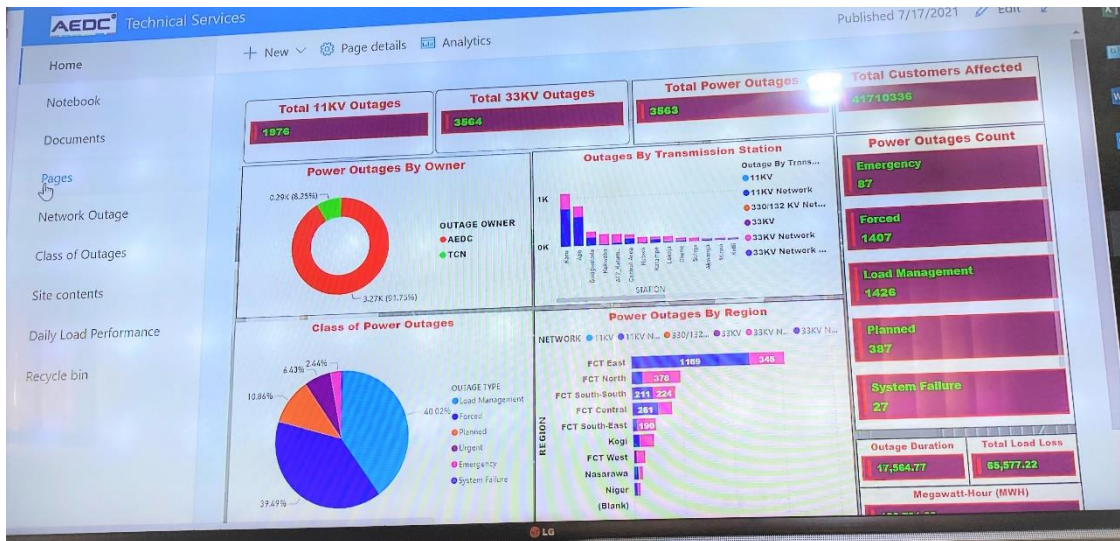 AEDC Technical Services
Published 7/17/2021
Edit
New
Page details
Analytics
Home
Notebook
Documents
Pages
Network Outage
Class of Outages
Site contents
Daily Load Performance
Recycle bin
Total 11KV Outages
1976
Total 33KV Outages
3564
Total Power Outages
3563
Total Customers Affected
41710336
Power Outages By Owner
0.29K (8.25%)
3.27K (91.75%)
OUTAGE OWNER
AEDC
TCN
Outages By Transmission Station
1K
0K
STATION
Outage By Trans...
11KV
11KV Network
330/132 KV Net...
33KV
33KV Network
33KV Network ...
Power Outages Count
Emergency
87
Forced
1407
Load Management
1426
Planned
387
System Failure
27
Class of Power Outages
2.44%
6.43%
10.86%
40.02%
39.49%
OUTAGE TYPE
Load Management
Forced
Planned
Urgent
Emergency
System Failure
Power Outages By Region
NETWORK 11KV 11KV N... 330/132... 33KV 33KV N... 33KV N...
REGION
FCT East 1169 345
FCT North 378
FCT South-South 211 224
FCT Central 261
FCT South-East 190
Kogi
FCT West
Nasarawa
Niger
(Blank)
Outage Duration
17,564.77
Total Load Loss
65,577.22
Megawatt-Hour (MWH)
LG